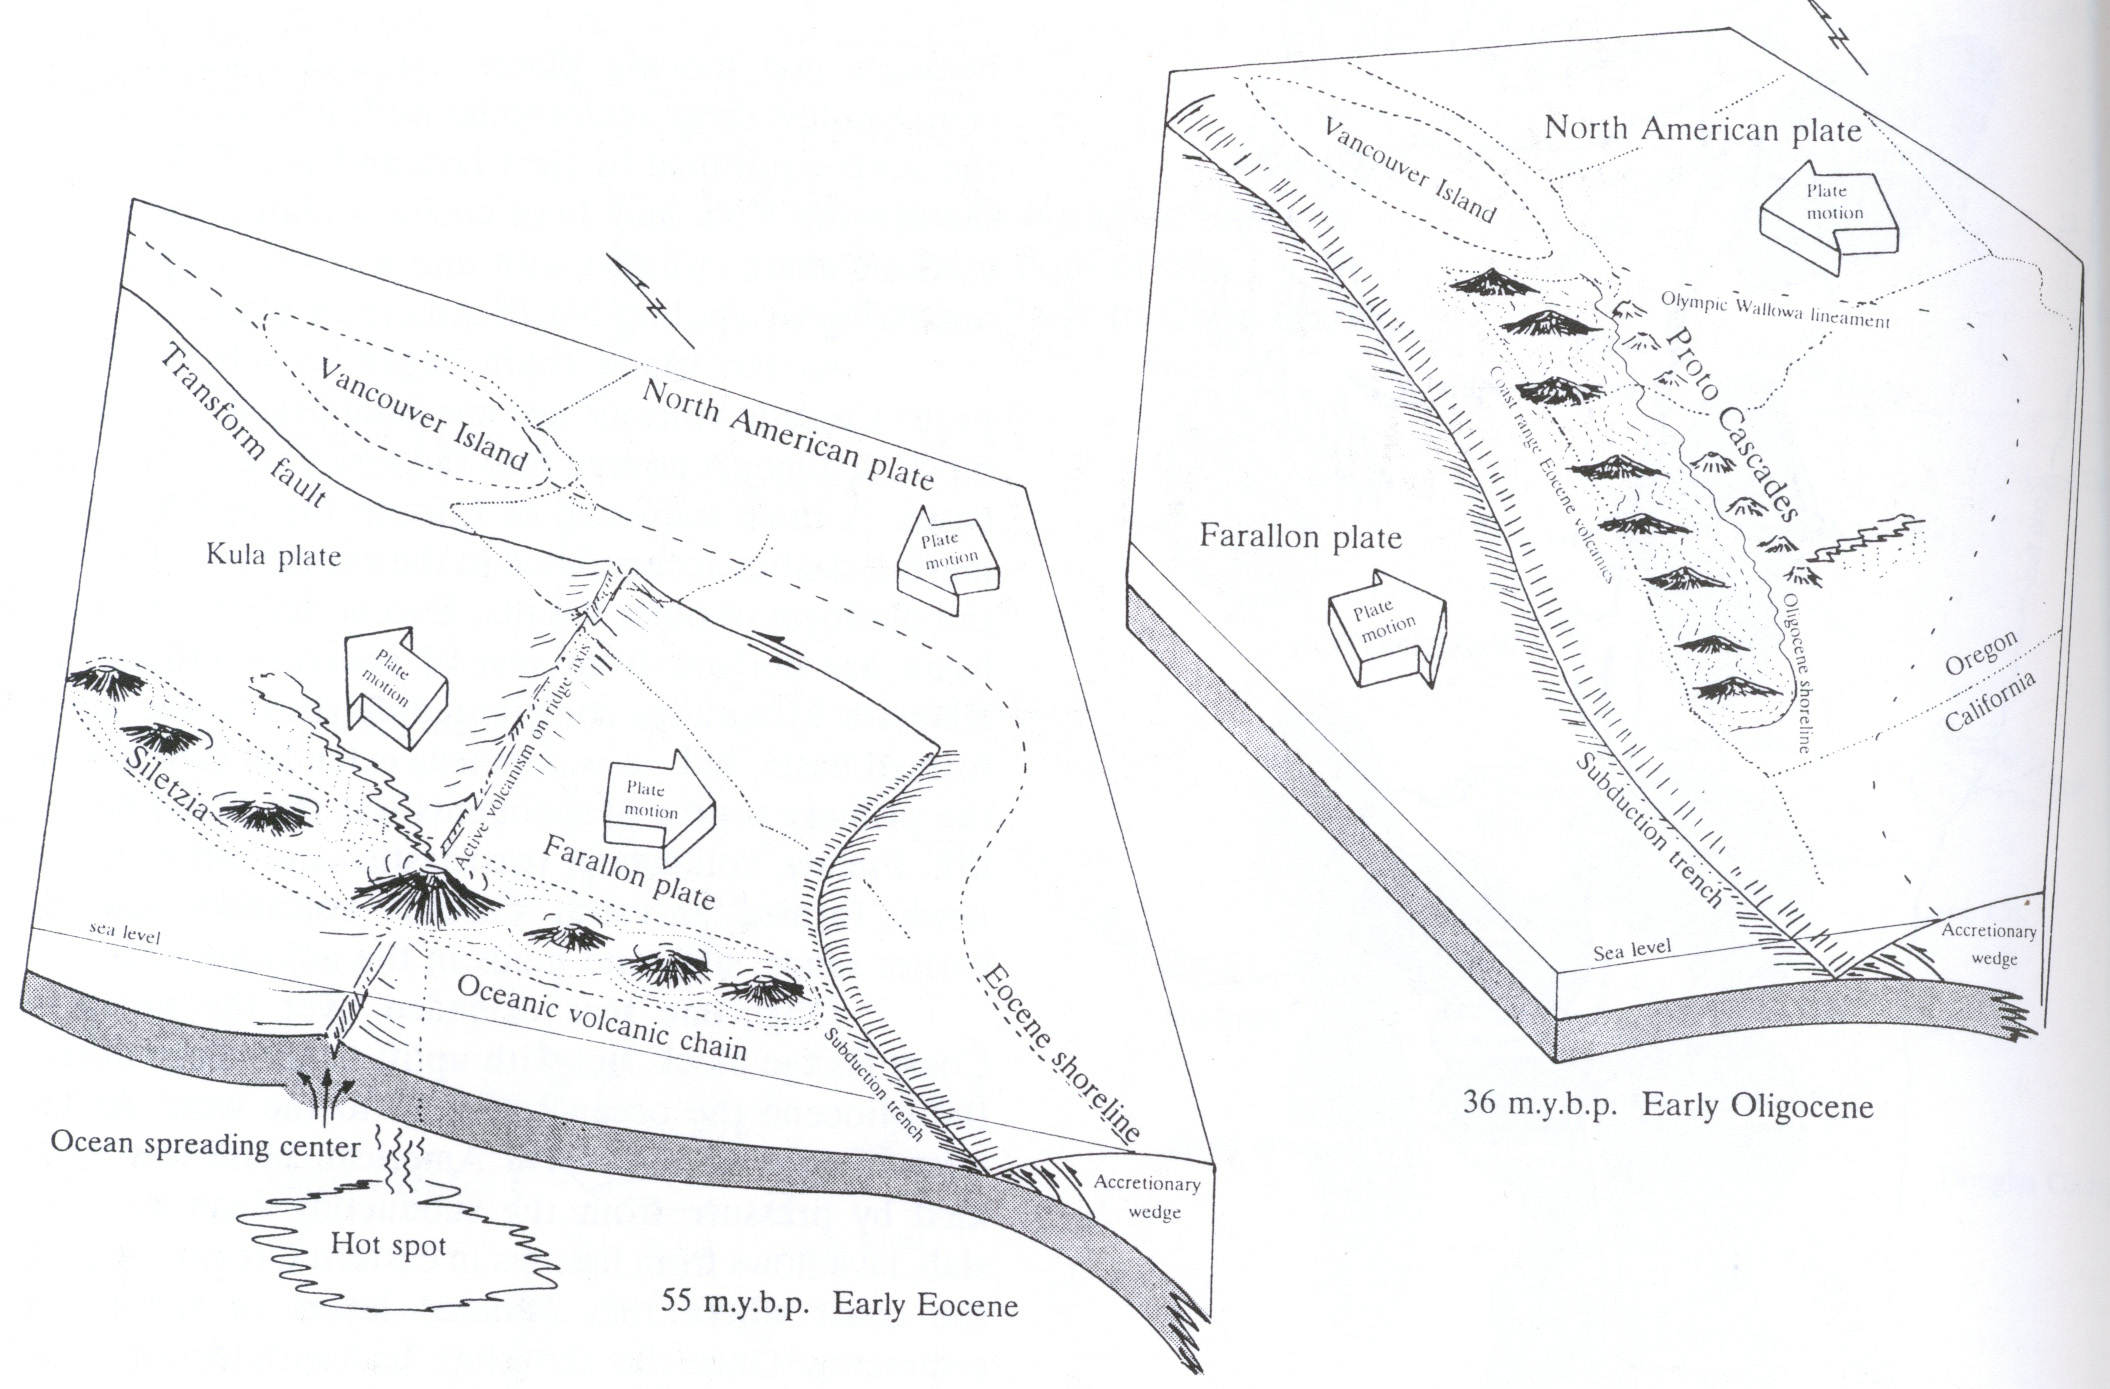 Transform fault
Vancouver Island
North American plate
Plate
motion
Kula plate
Plate
motion
Active volcanism on ridge axis
Plate
motion
Siletzia
Farallon plate
sea level
Oceanic volcanic chain
Subduction trench
Eocene shoreline
Accretionary
wedge
Ocean spreading center
Hot spot
55 m.y.b.p. Early Eocene
Vancouver Island
North American plate
Plate
motion
Olympic Wallowa lineament
Proto Cascades
Coast range Eocene volcanics
Farallon plate
Plate
motion
Oligocene shoreline
Oregon
California
Subduction trench
Sea level
Accretionary
wedge
36 m.y.b.p. Early Oligocene